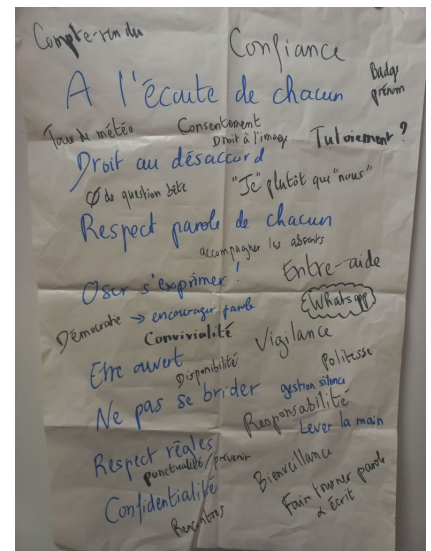 Compte-rendu
Confiance
A l'écoute de chacun
Badge
prénom
Tour de météo
Consentement
Droit à l'image
Tutoiement ?
Droit au désaccord
Ø de question bête
"Je" plutôt que "nous"
Respect parole de chacun
accompagner les absents
Oser s'exprimer !
Entre-aide
Whatsapp
Démocratie → encourager parole
Convivialité
Vigilance
Etre ouvert
Disponibilité
Politesse
Ne pas se brider
gestion silence
Responsabilité
Lever la main
Respect règles
ponctualité / prévenir
Bienveillance
Confidentialité
Rencontres
Faire tourner parole
& écrit